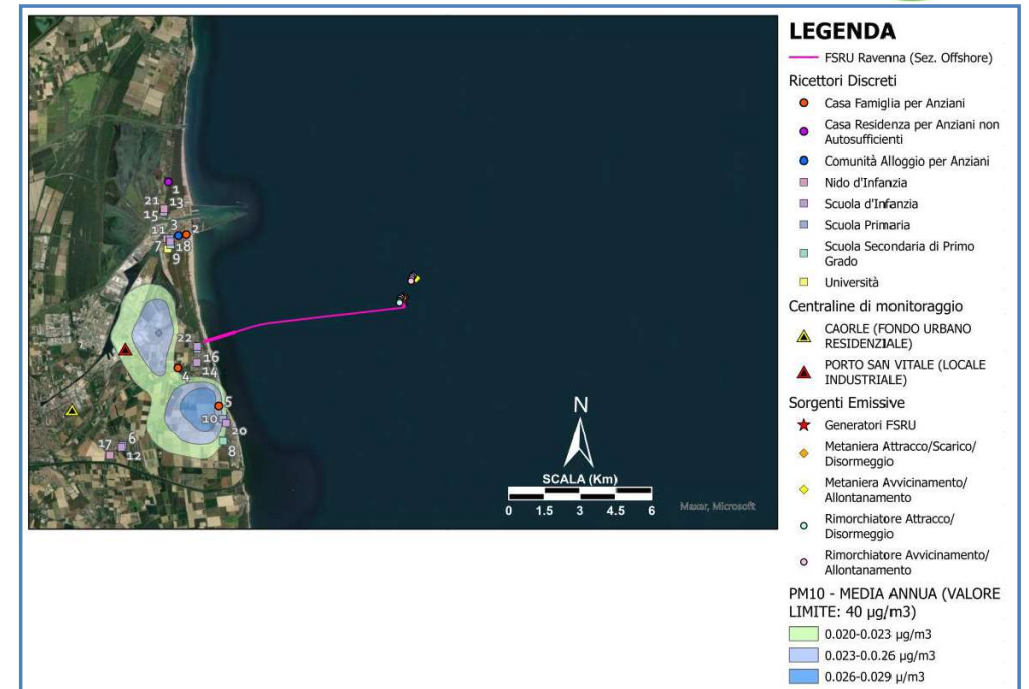 LEGENDA
FSRU Ravenna (Sez. Offshore)
Ricettori Discreti
Casa Famiglia per Anziani
Casa Residenza per Anziani non
Autosufficienti
Comunità Alloggio per Anziani
Nido d'Infanzia
Scuola d'Infanzia
Scuola Primaria
Scuola Secondaria di Primo
Grado
Università
Centraline di monitoraggio
CAORLE (FONDO URBANO
RESIDENZIALE)
PORTO SAN VITALE (LOCALE
INDUSTRIALE)
Sorgenti Emissive
Generatori FSRU
Metaniera Attracco/Scarico/
Disormeggio
Metaniera Avvicinamento/
Allontanamento
Rimorchiatore Attracco/
Disormeggio
Rimorchiatore Avvicinamento/
Allontanamento
PM10 - MEDIA ANNUA (VALORE
LIMITE: 40 µg/m3)
0.020-0.023 µg/m3
0.023-0.0.26 µg/m3
0.026-0.029 µ/m3
1
21 13
15
3
11 2
7 18
9
22
16
14
4
5
10
20
8
17 6
12
N
SCALA (Km)
0 1.5 3 4.5 6
Maxar, Microsoft